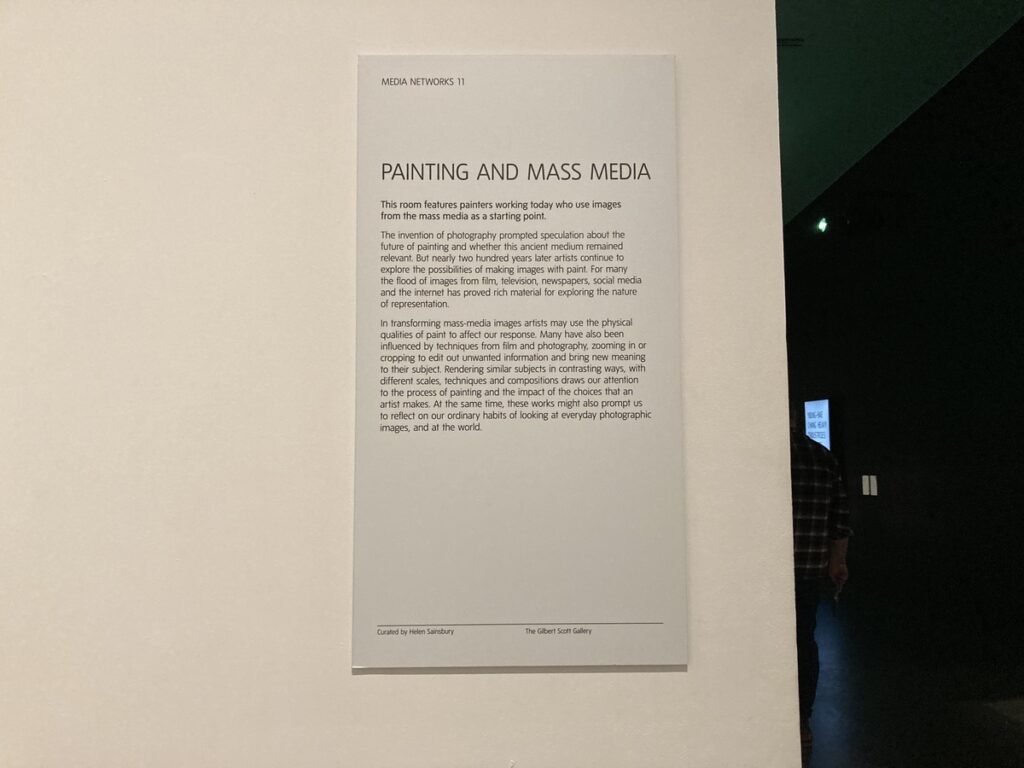 MEDIA NETWORKS 11
PAINTING AND MASS MEDIA
This room features painters working today who use images
from the mass media as a starting point.
The invention of photography prompted speculation about the
future of painting and whether this ancient medium remained
relevant. But nearly two hundred years later artists continue to
explore the possibilities of making images with paint. For many
the flood of images from film, television, newspapers, social media
and the internet has proved rich material for exploring the nature
of representation.
In transforming mass-media images artists may use the physical
qualities of paint to affect our response. Many have also been
influenced by techniques from film and photography, zooming in or
cropping to edit out unwanted information and bring new meaning
to their subject. Rendering similar subjects in contrasting ways, with
different scales, techniques and compositions draws our attention
to the process of painting and the impact of the choices that an
artist makes. At the same time, these works might also prompt us
to reflect on our ordinary habits of looking at everyday photographic
images, and at the world.
Curated by Helen Sainsbury
The Gilbert Scott Gallery